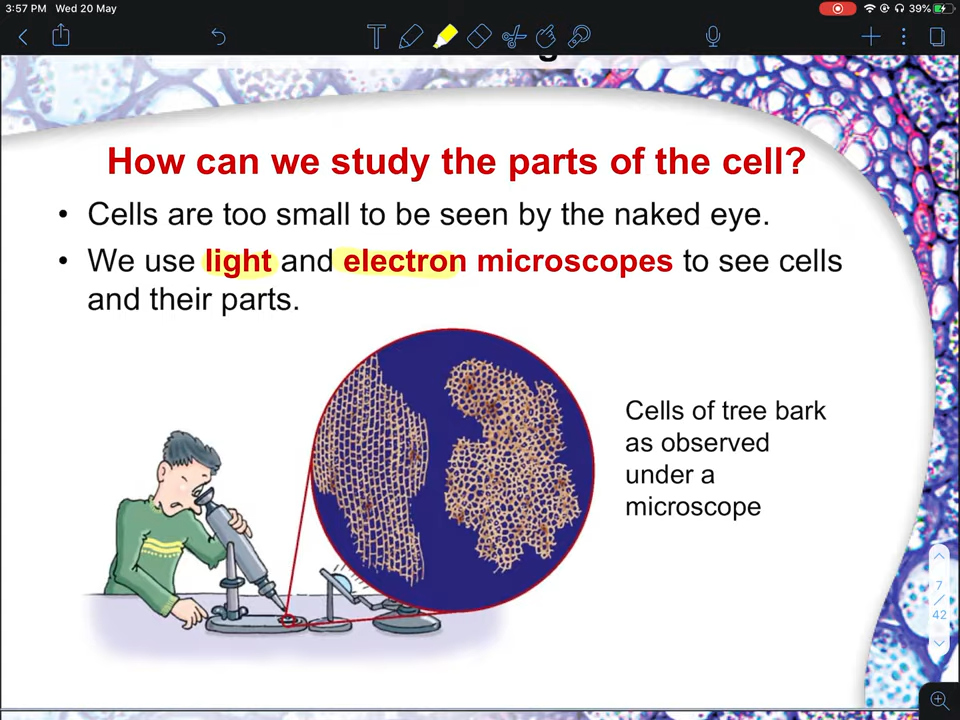 3:57 PM Wed 20 May
39%
How can we study the parts of the cell?
• Cells are too small to be seen by the naked eye.
• We use light and electron microscopes to see cells
and their parts.
Cells of tree bark
as observed
under a
microscope
7
/
42